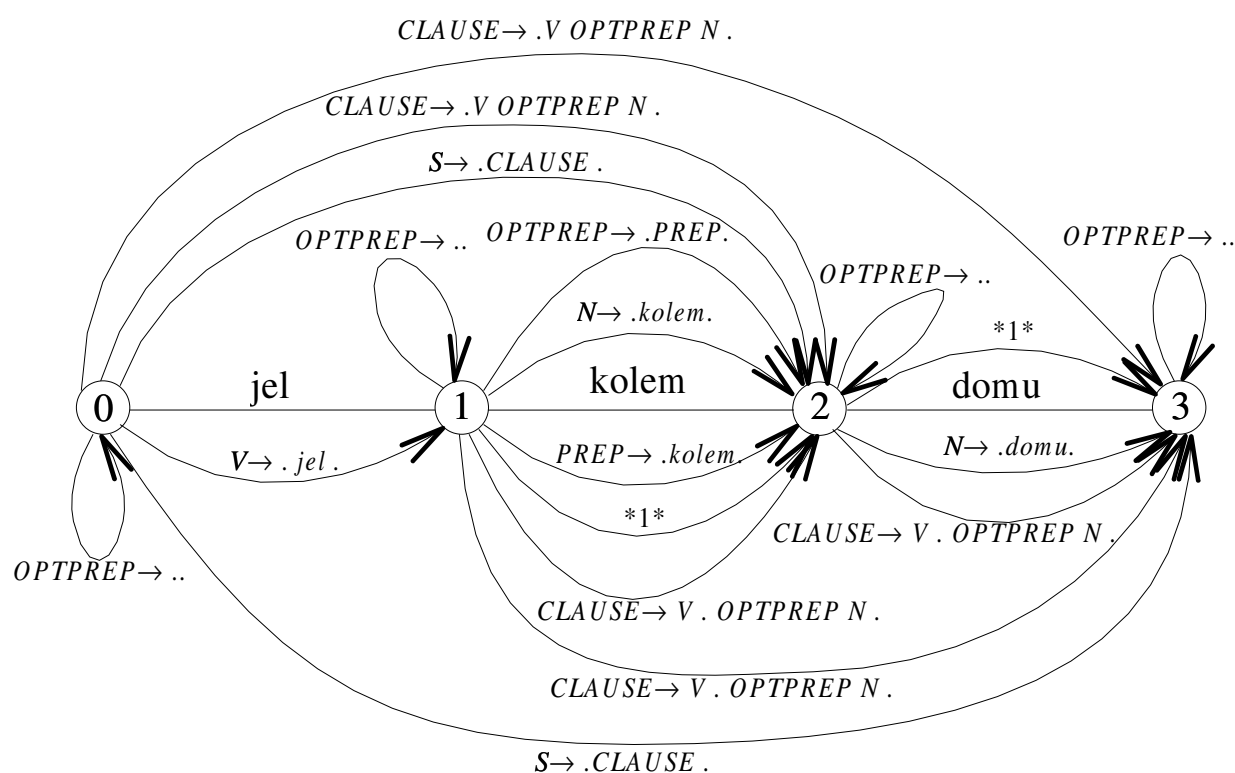 CLAUSE→ .V OPTPREP N .
CLAUSE→ .V OPTPREP N .
S→ .CLAUSE .
OPTPREP→ ..
OPTPREP→ .PREP.
OPTPREP→ ..
OPTPREP→ ..
N→ .kolem.
*1*
jel
kolem
domu
0
1
2
3
V→ . jel .
PREP→ .kolem.
N→ .domu.
*1*
CLAUSE→ V . OPTPREP N .
OPTPREP→ ..
CLAUSE→ V . OPTPREP N .
CLAUSE→ V . OPTPREP N .
S→ .CLAUSE .